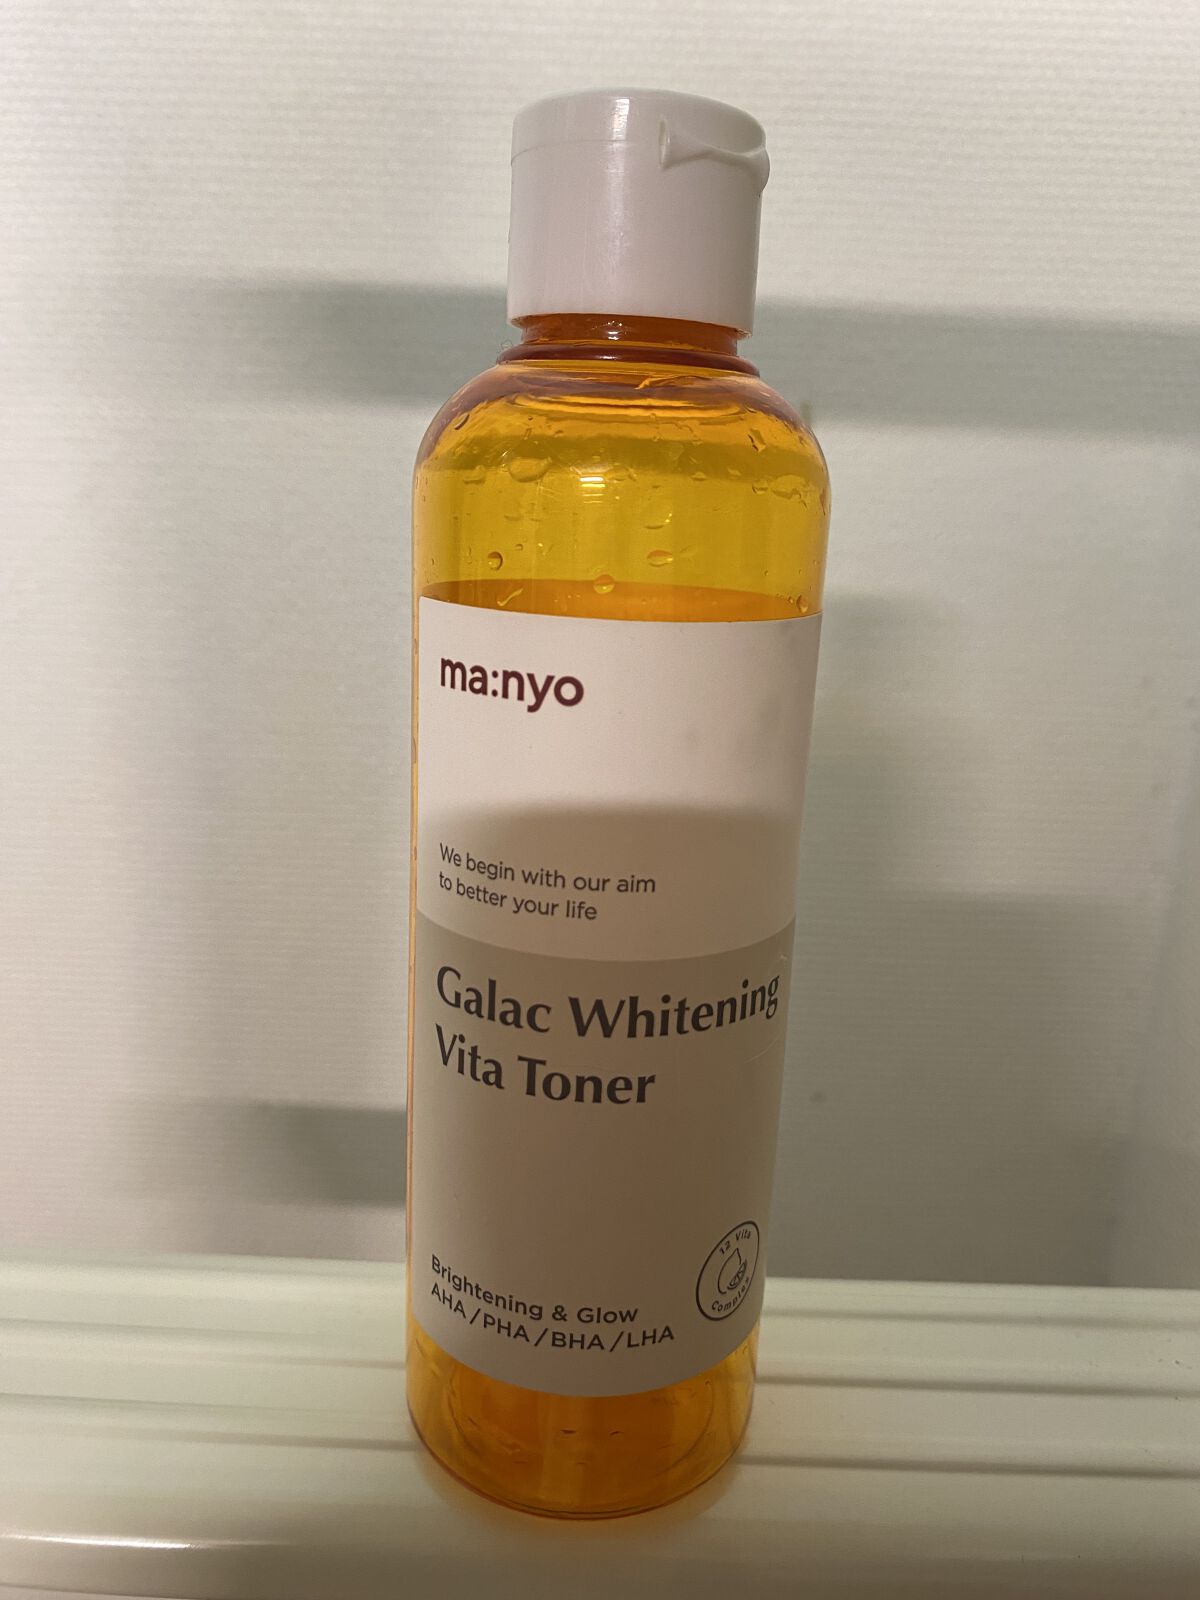 ma:nyo
We begin with our aim
to better your life
Galac Whitening
Vita Toner
Brightening & Glow
AHA / PHA / BHA / LHA
12 Vita
Complex